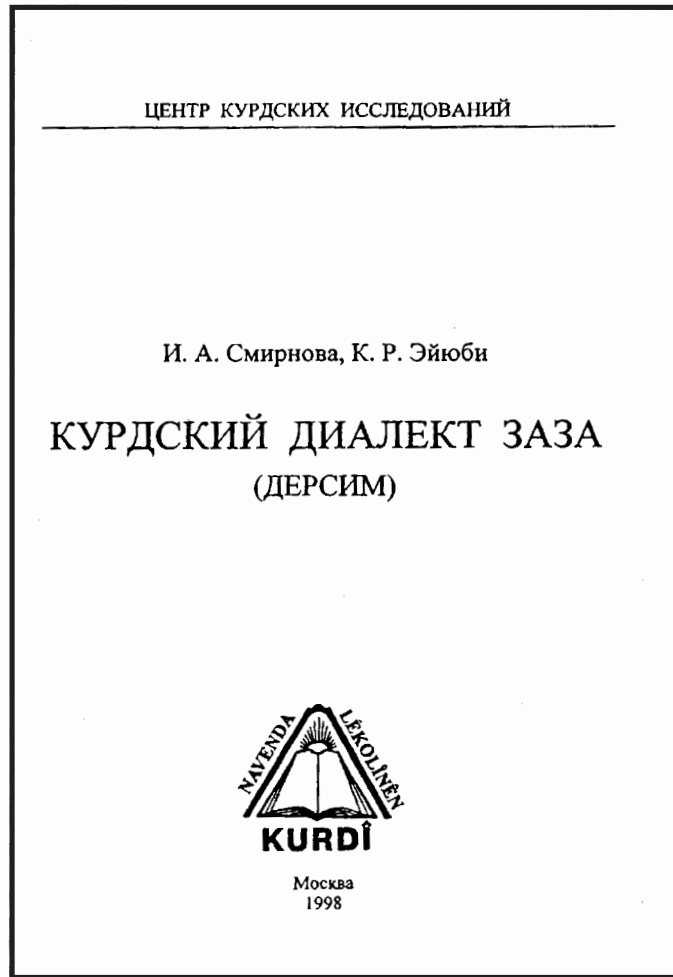 ЦЕНТР КУРДСКИХ ИССЛЕДОВАНИЙ
И. А. Смирнова, К. Р. Эйюби
КУРДСКИЙ ДИАЛЕКТ ЗАЗА
(ДЕРСИМ)
NAVENDA
LÊKOLÎNÊN
KURDÎ
Москва
1998